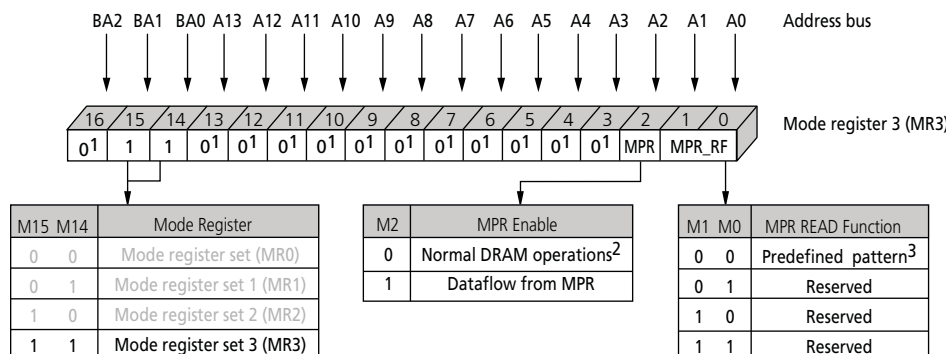 BA2 BA1 BA0 A13 A12 A11 A10 A9 A8 A7 A6 A5 A4 A3 A2 A1 A0 Address bus
16 15 14 13 12 11 10 9 8 7 6 5 4 3 2 1 0
Mode register 3 (MR3)
0¹ 1 1 0¹ 0¹ 0¹ 0¹ 0¹ 0¹ 0¹ 0¹ 0¹ 0¹ 0¹ MPR MPR_RF
M15 M14 Mode Register
0 0 Mode register set (MR0)
0 1 Mode register set 1 (MR1)
1 0 Mode register set 2 (MR2)
1 1 Mode register set 3 (MR3)
M2 MPR Enable
0 Normal DRAM operations²
1 Dataflow from MPR
M1 M0 MPR READ Function
0 0 Predefined pattern³
0 1 Reserved
1 0 Reserved
1 1 Reserved